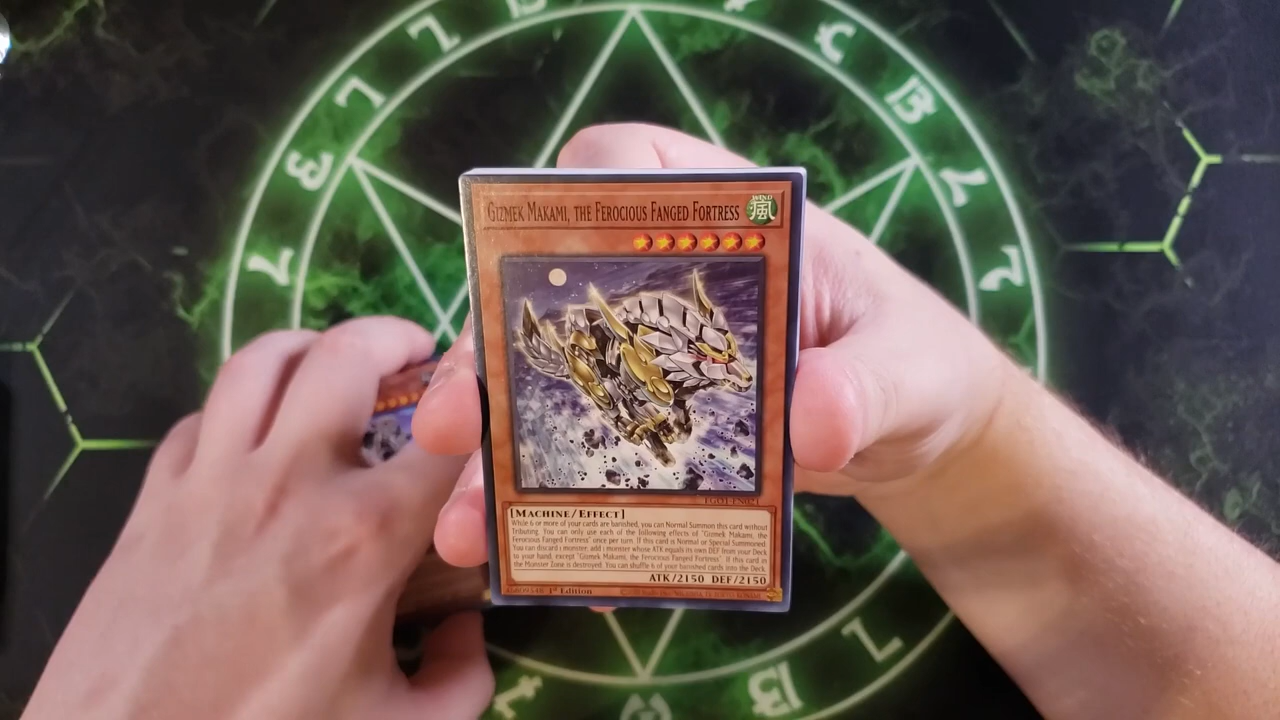 GIZMEK MAKAMI, THE FEROCIOUS FANGED FORTRESS
WIND
風
EGO1-EN021
[MACHINE/EFFECT]
While 6 or more of your cards are banished, you can Normal Summon this card without
Tributing. You can only use each of the following effects of "Gizmek Makami, the
Ferocious Fanged Fortress" once per turn. If this card is Normal or Special Summoned:
You can discard 1 monster; add 1 monster whose ATK equals its own DEF from your Deck
to your hand, except "Gizmek Makami, the Ferocious Fanged Fortress". If this card in
the Monster Zone is destroyed: You can shuffle 6 of your banished cards into the Deck.
ATK/2150 DEF/2150
1st Edition